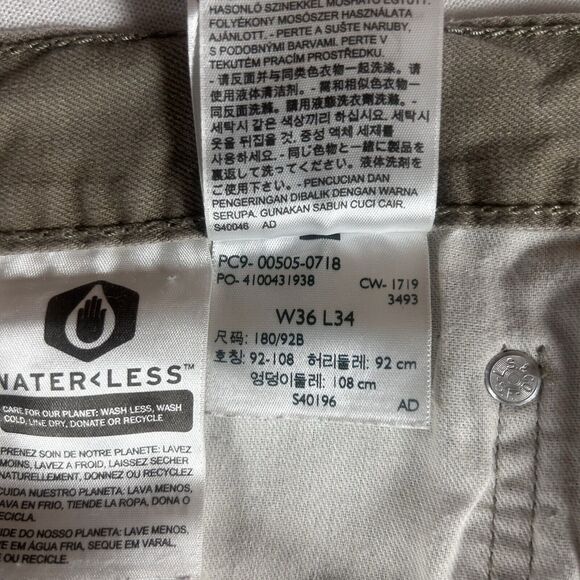 HASONLÓ SZÍNEKKEL MOSHATÓ EGYÜTT.
FOLYÉKONY MOSÓSZER HASZNÁLATA
AJÁNLOTT. - PERTE A SUŠTE NARUBY,
S PODOBNÝMI BARVAMI. PERTE V
TEKUTÉM PRACÍM PROSTŘEDKU.
- 请反面并与同类色衣物一起洗涤。请
使用液体清洁剂。- 需和相似色衣物一
同反面洗滌。請用液態洗衣劑洗滌。-
세탁시 같은 색상끼리 하십시요. 세탁시
옷을 뒤집을 것. 중성 액체 세제를
사용하세요. - 同じ色物と一緒に製品を
裏返して洗ってください。液体洗剤を
ご使用下さい。- PENCUCIAN DAN
PENGERINGAN DIBALIK DENGAN WARNA
SERUPA. GUNAKAN SABUN CUCI CAIR.
S40046 AD
PC9- 00505-0718
PO- 4100431938 CW- 1719
3493
W36 L34
尺码: 180/92B
호칭: 92-108 허리둘레: 92 cm
엉덩이둘레: 108 cm
S40196 AD
WATER<LESS™
CARE FOR OUR PLANET: WASH LESS, WASH
COLD, LINE DRY, DONATE OR RECYCLE
PRENEZ SOIN DE NOTRE PLANETE: LAVEZ
MOINS, LAVEZ A FROID, LAISSEZ SECHER
NATURELLEMENT, DONNEZ OU RECYCLEZ
CUIDA NUESTRO PLANETA: LAVA MENOS,
LAVA EN FRIO, TIENDE LA ROPA, DONA O
RECICLA.
CUIDE DO NOSSO PLANETA: LAVE MENOS,
LAVE EM ÁGUA FRIA, SEQUE EM VARAL,
DOE OU RECICLE.